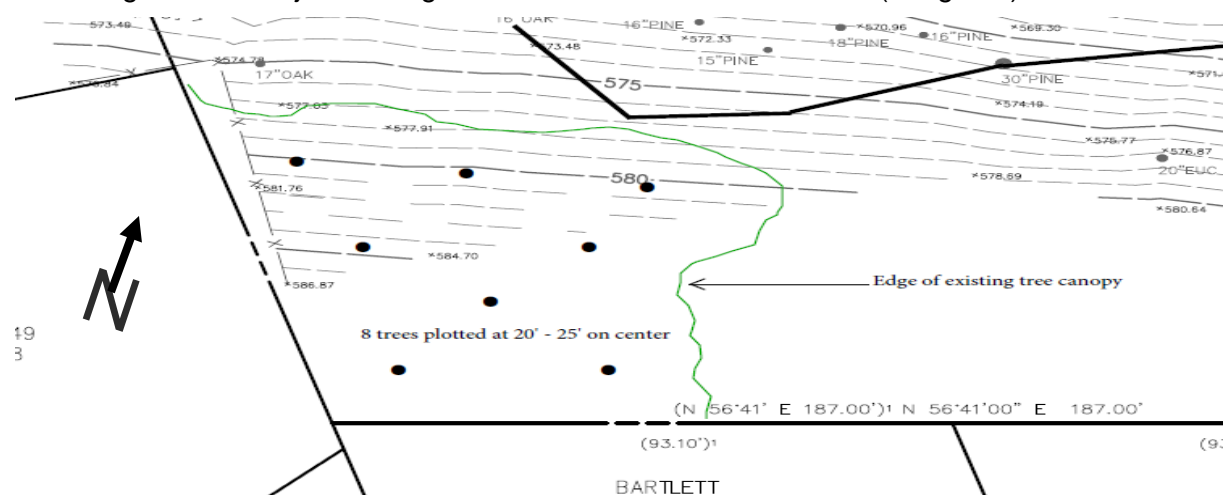 573.49
16"OAK
16"PINE
×572.33
×570.96
18"PINE
16"PINE
×569.30
×573.48
15"PINE
×574.78
17"OAK
575
30"PINE
×577.03
×574.19
×577.91
×576.87
20"EUC.
×581.76
580
×578.69
×580.64
×584.70
×586.87
Edge of existing tree canopy
N
8 trees plotted at 20' - 25' on center
(N 56°41' E 187.00')¹ N 56°41'00" E 187.00'
(93.10')¹
BARTLETT